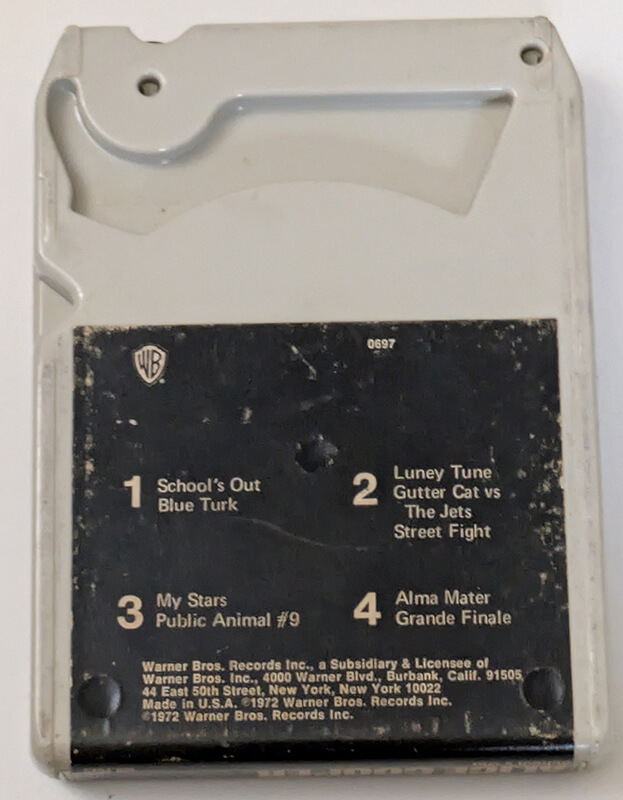 0697
WB
1 School's Out
Blue Turk
2 Luney Tune
Gutter Cat vs
The Jets
Street Fight
3 My Stars
Public Animal #9
4 Alma Mater
Grande Finale
Warner Bros. Records Inc., a Subsidiary & Licensee of
Warner Bros. Inc., 4000 Warner Blvd., Burbank, Calif. 91505
44 East 50th Street, New York, New York 10022
Made in U.S.A. ℗1972 Warner Bros. Records Inc.
©1972 Warner Bros. Records Inc.